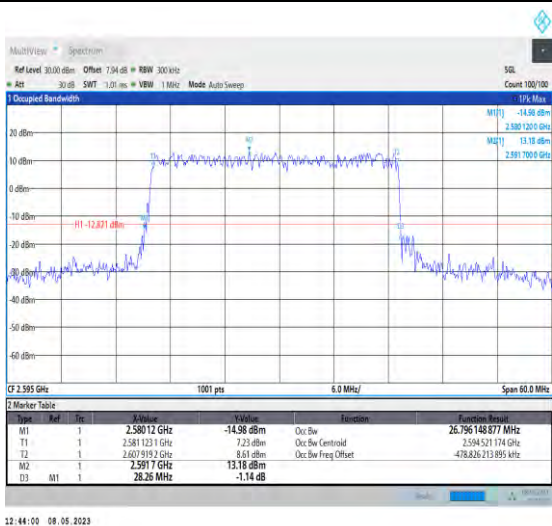 MultiView Spectrum
Ref Level 30.00 dBm Offset 7.94 dB RBW 300 kHz SGL
Att 30 dB SWT 1.01 ms VBW 1 MHz Mode Auto Sweep Count 100/100
1 Occupied Bandwidth 1Pk Max
M1[1] -14.98 dBm
2.580 120 0 GHz
20 dBm
M2[1] 13.18 dBm
2.591 700 0 GHz
M2
T1
T2
10 dBm
0 dBm
-10 dBm
M1
H1 -12.821 dBm
D3
-20 dBm
-30 dBm
-40 dBm
-50 dBm
-60 dBm
CF 2.595 GHz 1001 pts 6.0 MHz/ Span 60.0 MHz
2 Marker Table
Type Ref Trc X-Value Y-Value Function Function Result
M1 1 2.58012 GHz -14.98 dBm Occ Bw 26.796 148 877 MHz
T1 1 2.581 123 1 GHz 7.23 dBm Occ Bw Centroid 2.594 521 174 GHz
T2 1 2.607 919 2 GHz 8.61 dBm Occ Bw Freq Offset -478.826 213 895 kHz
M2 1 2.5917 GHz 13.18 dBm
D3 M1 1 28.26 MHz -1.14 dB
12:44:00 08.05.2023